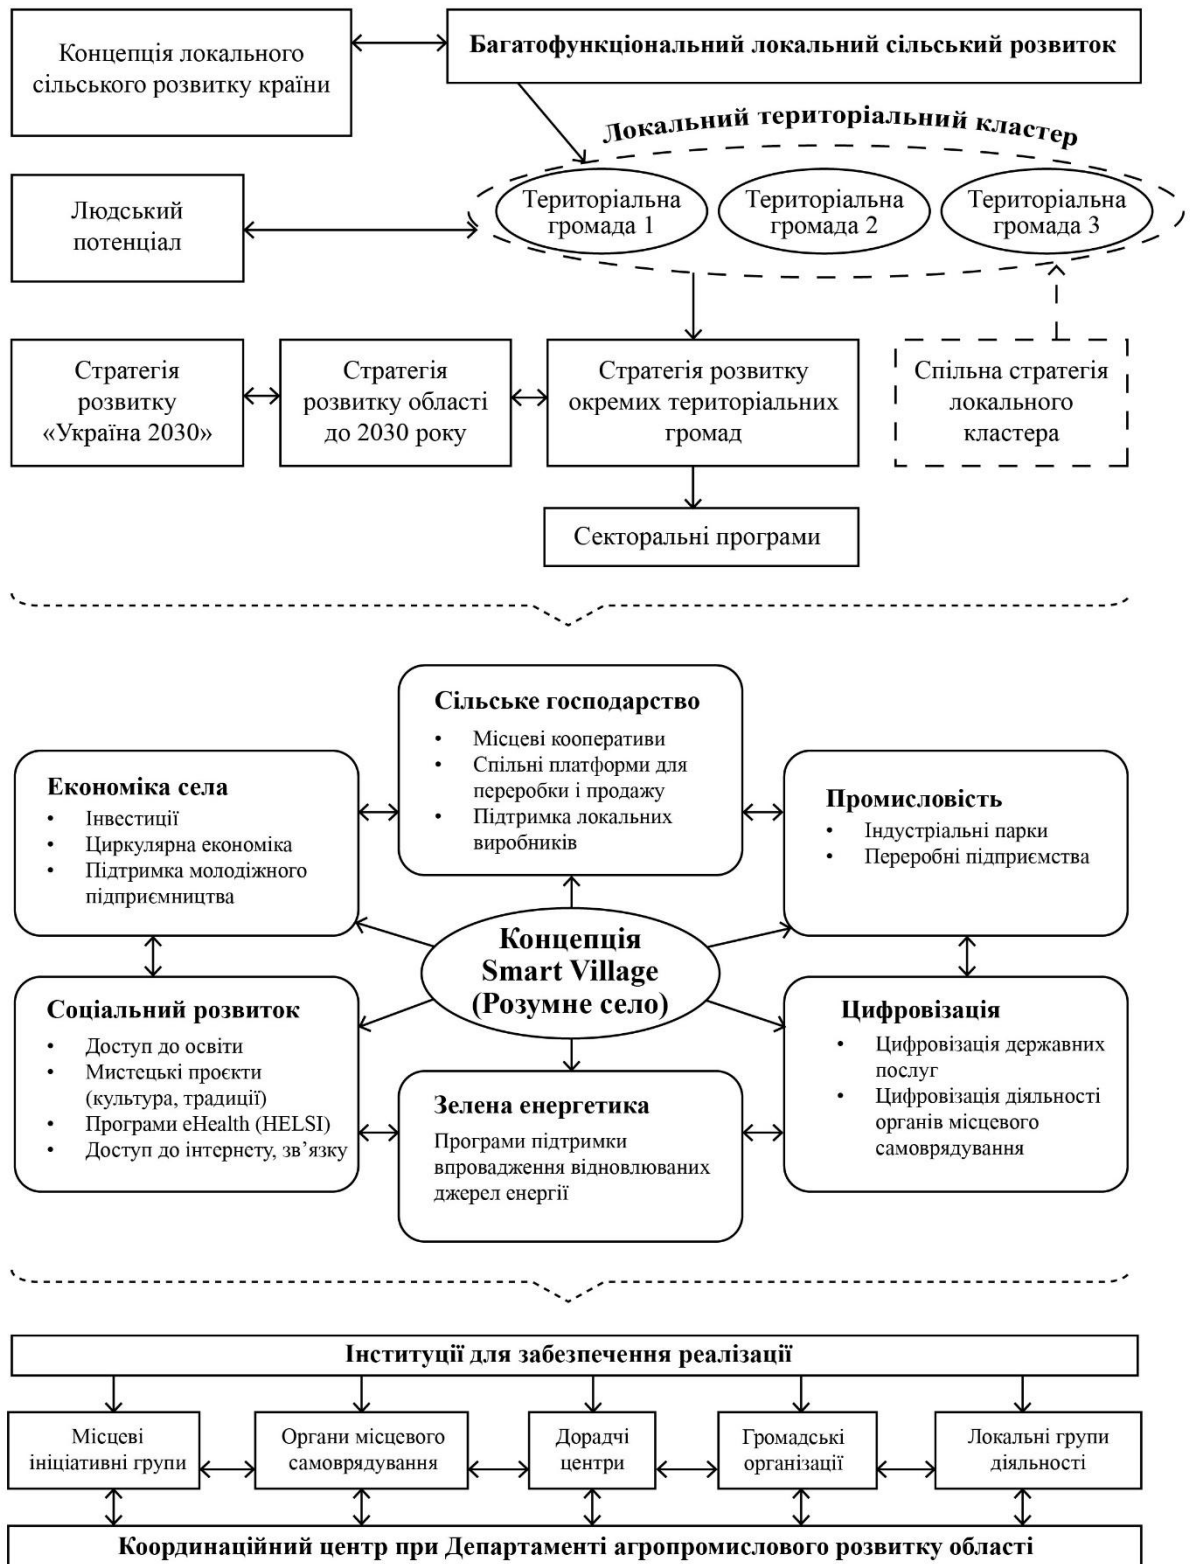 Концепція локального
сільського розвитку країни
Багатофункціональний локальний сільський розвиток
Локальний територіальний кластер
Людський
потенціал
Територіальна
громада 1
Територіальна
громада 2
Територіальна
громада 3
Стратегія
розвитку
«Україна 2030»
Стратегія
розвитку області
до 2030 року
Стратегія розвитку
окремих територіальних
громад
Спільна стратегія
локального
кластера
Секторальні програми
Сільське господарство
• Місцеві кооперативи
• Спільні платформи для
переробки і продажу
• Підтримка локальних
виробників
Економіка села
• Інвестиції
• Циркулярна економіка
• Підтримка молодіжного
підприємництва
Промисловість
• Індустріальні парки
• Переробні підприємства
Концепція
Smart Village
(Розумне село)
Соціальний розвиток
• Доступ до освіти
• Мистецькі проєкти
(культура, традиції)
• Програми eHealth (HELSI)
• Доступ до інтернету, зв’язку
Зелена енергетика
Програми підтримки
впровадження відновлюваних
джерел енергії
Цифровізація
• Цифровізація державних
послуг
• Цифровізація діяльності
органів місцевого
самоврядування
Інституції для забезпечення реалізації
Місцеві
ініціативні групи
Органи місцевого
самоврядування
Дорадчі
центри
Громадські
організації
Локальні групи
діяльності
Координаційний центр при Департаменті агропромислового розвитку області